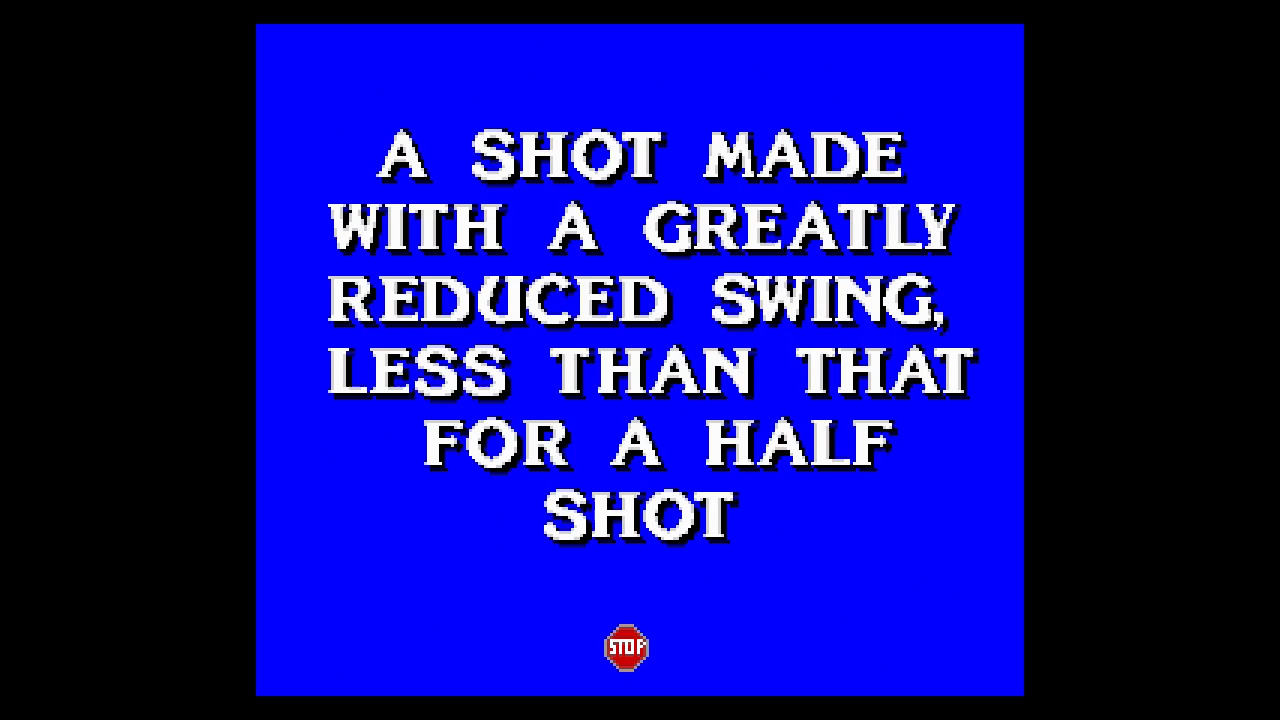 A SHOT MADE
WITH A GREATLY
REDUCED SWING,
LESS THAN THAT
FOR A HALF
SHOT
STOP